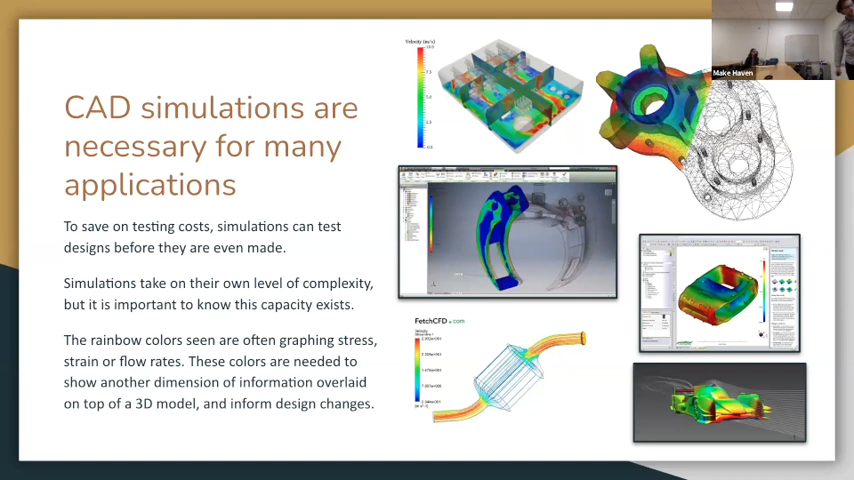 CAD simulations are
necessary for many
applications
To save on testing costs, simulations can test
designs before they are even made.
Simulations take on their own level of complexity,
but it is important to know this capacity exists.
The rainbow colors seen are often graphing stress,
strain or flow rates. These colors are needed to
show another dimension of information overlaid
on top of a 3D model, and inform design changes.
Velocity (m/s)
FetchCFD .com
Make Haven